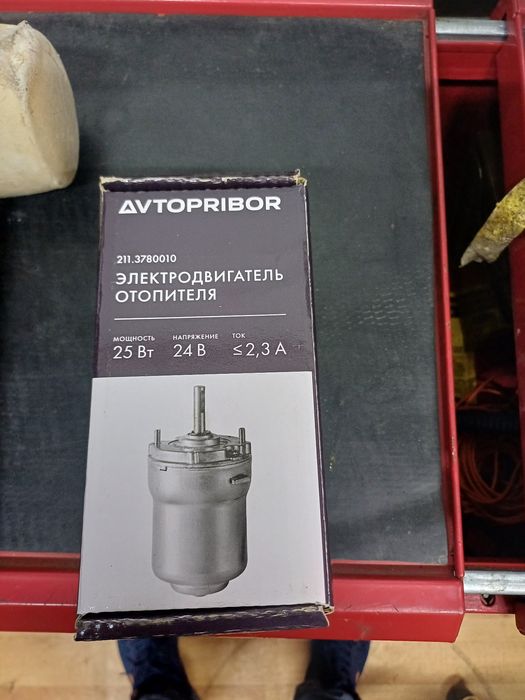 AVTOPRIBOR
211.3780010
ЭЛЕКТРОДВИГАТЕЛЬ
ОТОПИТЕЛЯ
МОЩНОСТЬ НАПРЯЖЕНИЕ ТОК
25 Вт 24 В ≤2,3 А